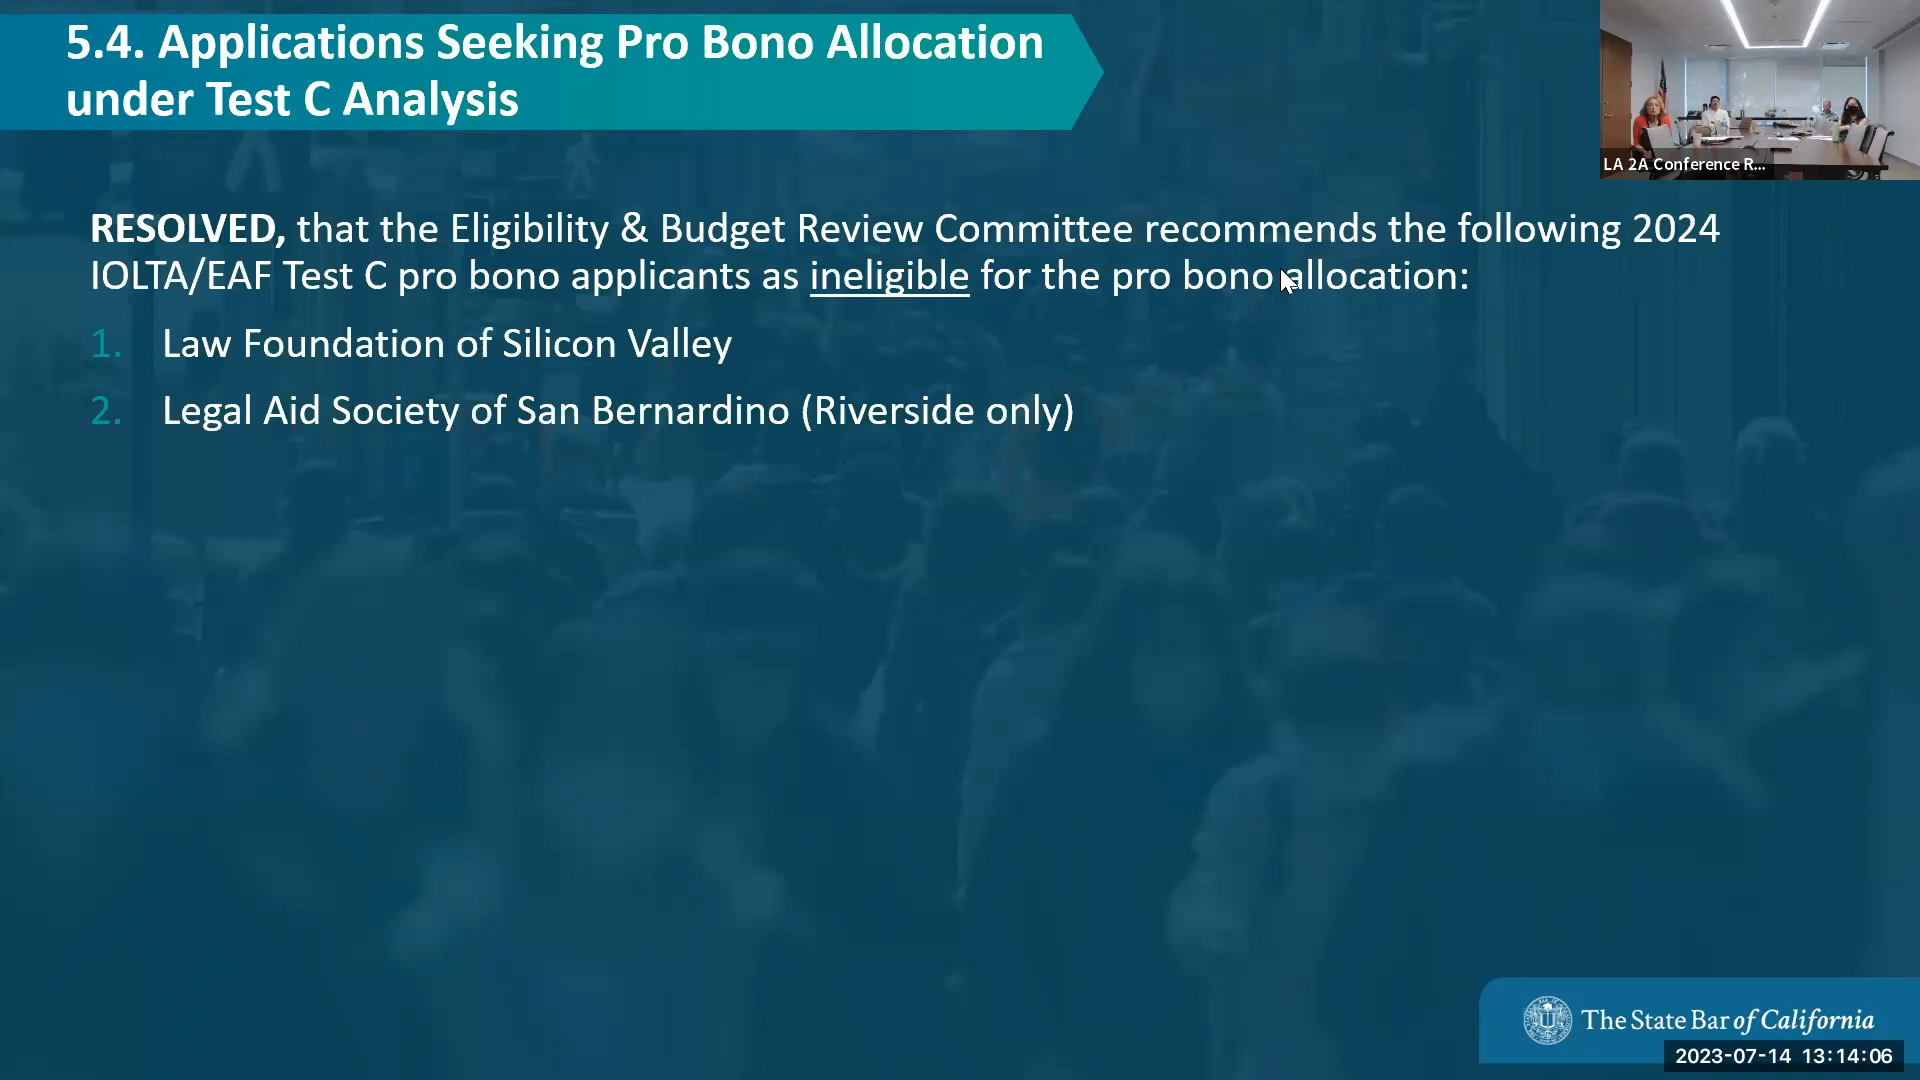 5.4. Applications Seeking Pro Bono Allocation
under Test C Analysis
LA 2A Conference R...
RESOLVED, that the Eligibility & Budget Review Committee recommends the following 2024
IOLTA/EAF Test C pro bono applicants as ineligible for the pro bono allocation:
1. Law Foundation of Silicon Valley
2. Legal Aid Society of San Bernardino (Riverside only)
The State Bar of California
2023-07-14 13:14:06